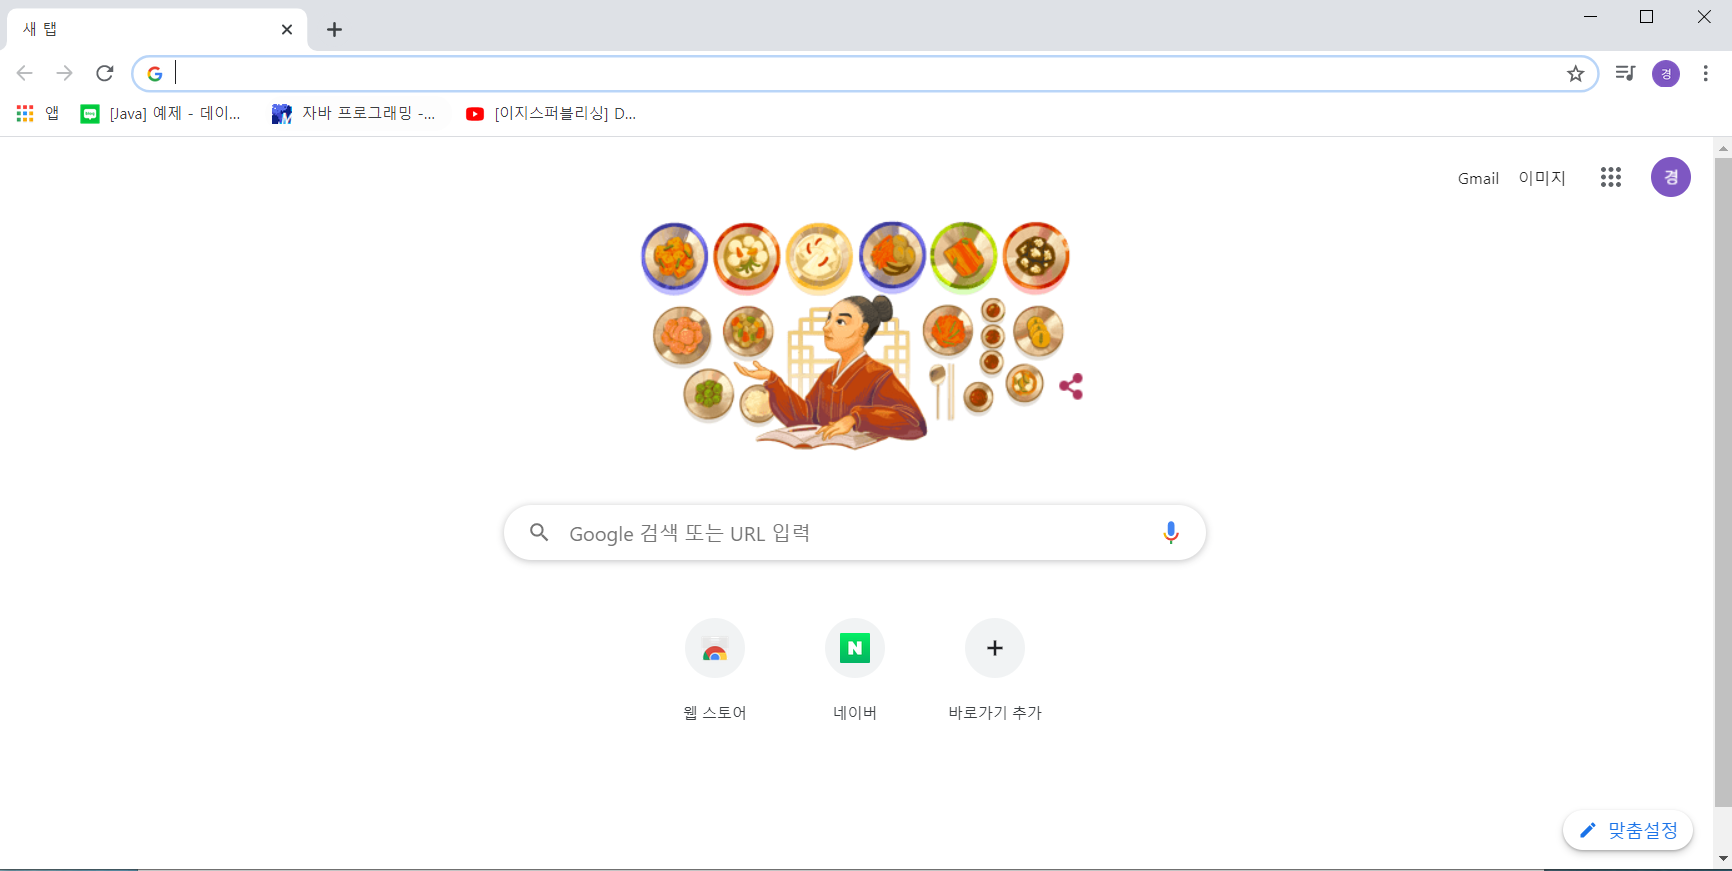 새 탭
경
앱
[Java] 예제 - 데이...
자바 프로그래밍 -...
[이지스퍼블리싱] D...
Gmail
이미지
경
Google 검색 또는 URL 입력
웹 스토어
N
네이버
바로가기 추가
맞춤설정